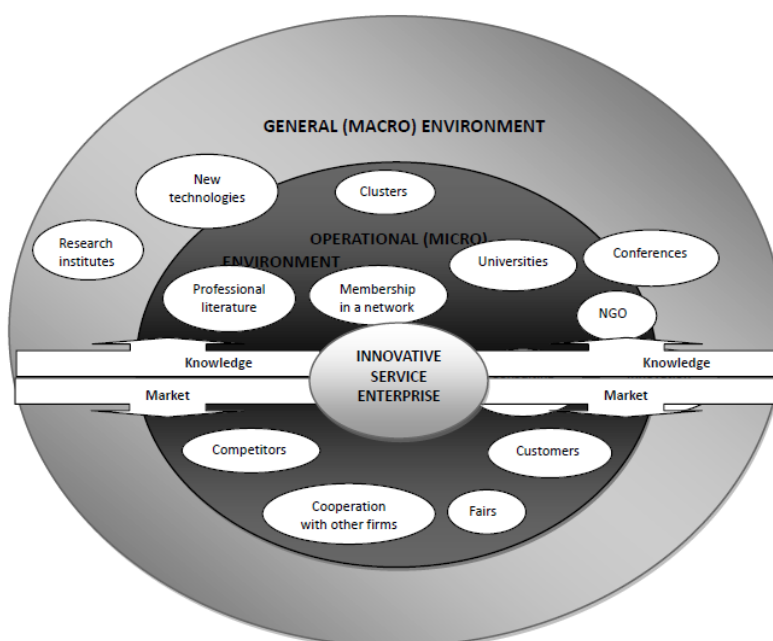 GENERAL (MACRO) ENVIRONMENT
New
technologies
Clusters
Research
institutes
OPERATIONAL (MICRO)
ENVIRONMENT
Universities
Conferences
Professional
literature
Membership
in a network
NGO
Knowledge
INNOVATIVE
SERVICE
ENTERPRISE
Knowledge
Market
Market
Competitors
Customers
Cooperation
with other firms
Fairs